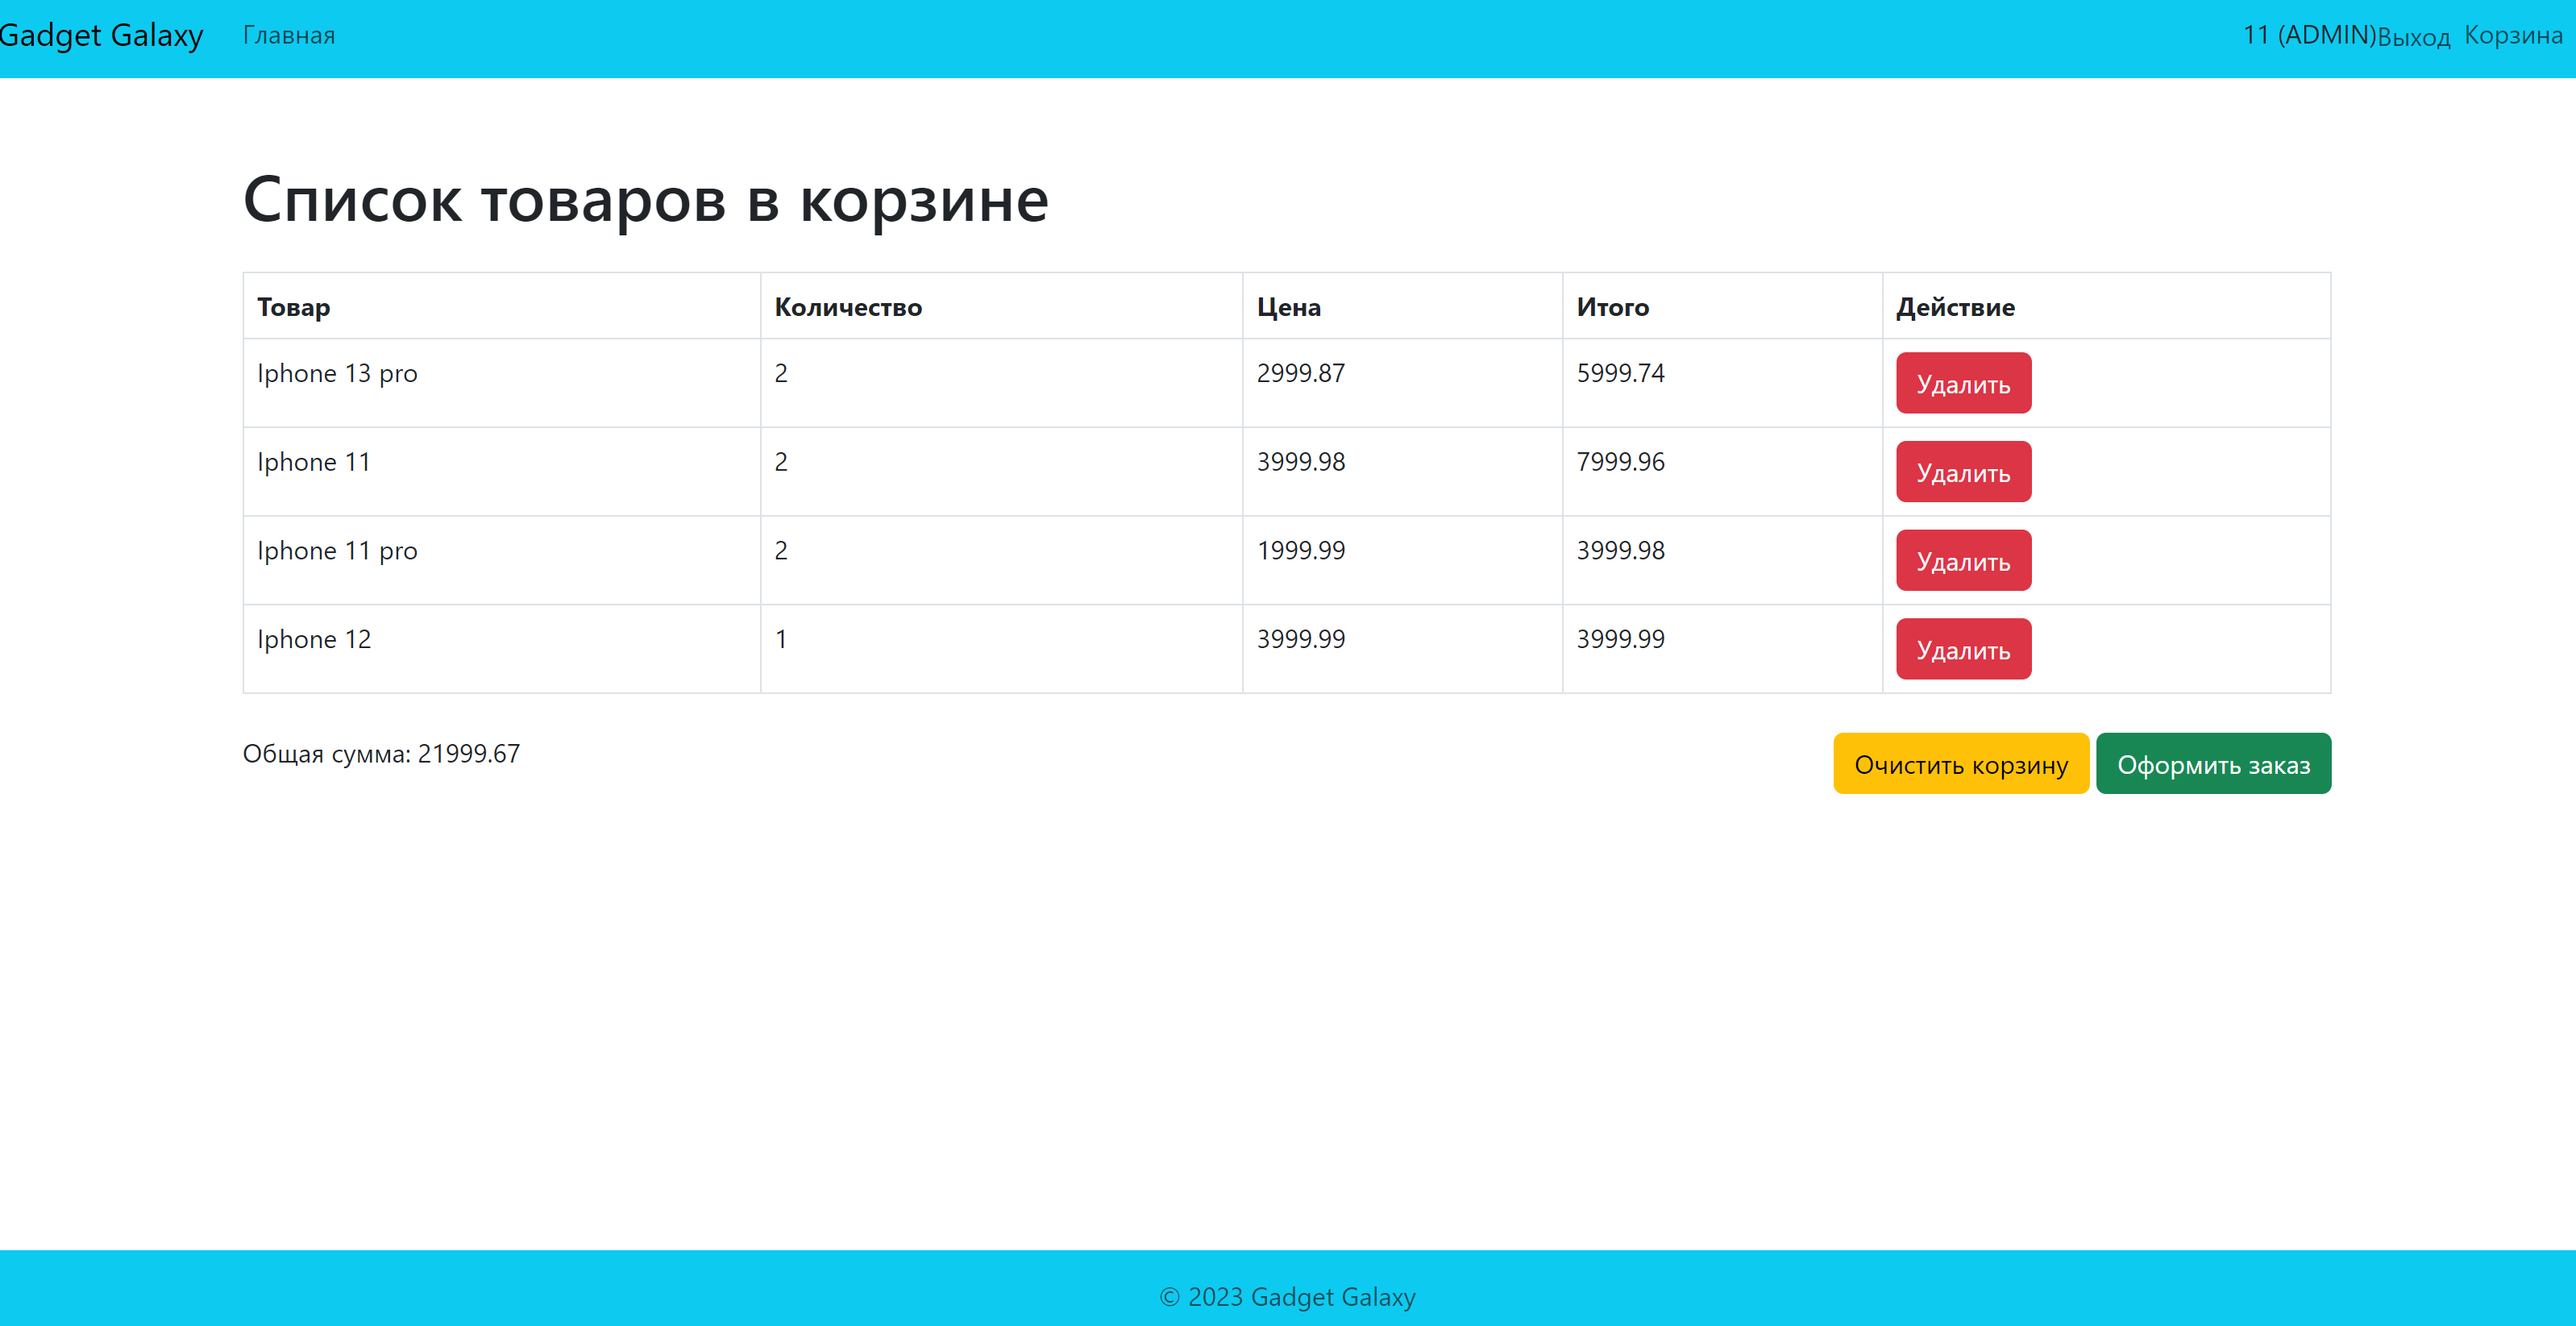 Gadget Galaxy Главная 11 (ADMIN) Выход Корзина
Список товаров в корзине
Товар Количество Цена Итого Действие
Iphone 13 pro 2 2999.87 5999.74 Удалить
Iphone 11 2 3999.98 7999.96 Удалить
Iphone 11 pro 2 1999.99 3999.98 Удалить
Iphone 12 1 3999.99 3999.99 Удалить
Общая сумма: 21999.67 Очистить корзину Оформить заказ
© 2023 Gadget Galaxy